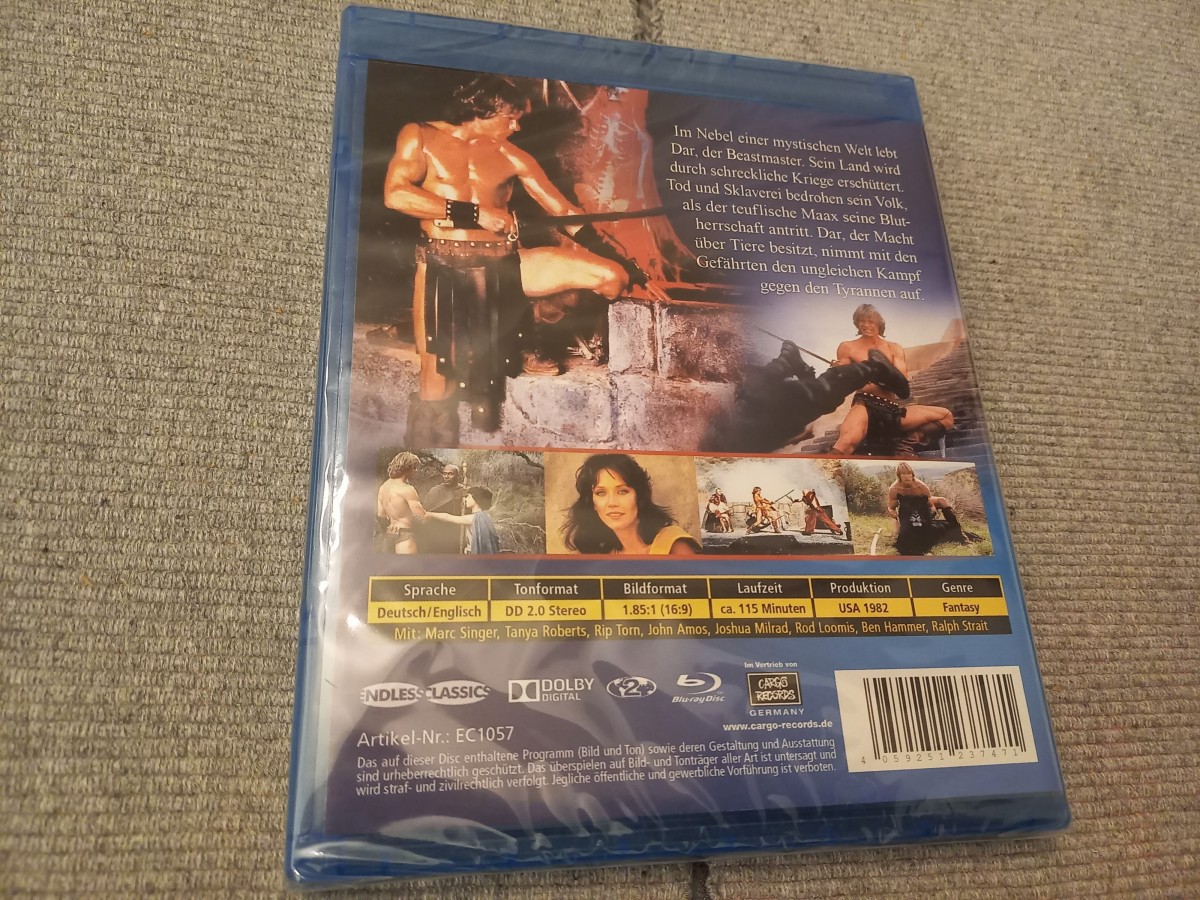 Im Nebel einer mystischen Welt lebt
Dar, der Beastmaster. Sein Land wird
durch schreckliche Kriege erschüttert.
Tod und Sklaverei bedrohen sein Volk,
als der teuflische Maax seine Blut-
herrschaft antritt. Dar, der Macht
über Tiere besitzt, nimmt mit den
Gefährten den ungleichen Kampf
gegen den Tyrannen auf.
Sprache Tonformat Bildformat Laufzeit Produktion Genre
Deutsch/Englisch DD 2.0 Stereo 1.85:1 (16:9) ca. 115 Minuten USA 1982 Fantasy
Mit: Marc Singer, Tanya Roberts, Rip Torn, John Amos, Joshua Milrad, Rod Loomis, Ben Hammer, Ralph Strait
ENDLESS CLASSICS
DOLBY
DIGITAL
2
Blu-ray Disc
Im Vertrieb von
CARGO
RECORDS
GERMANY
www.cargo-records.de
4 059251 237471
Artikel-Nr.: EC1057
Das auf dieser Disc enthaltene Programm (Bild und Ton) sowie deren Gestaltung und Ausstattung
sind urheberrechtlich geschützt. Das überspielen auf Bild- und Tonträger aller Art ist untersagt und
wird straf- und zivilrechtlich verfolgt. Jegliche öffentliche und gewerbliche Vorführung ist verboten.